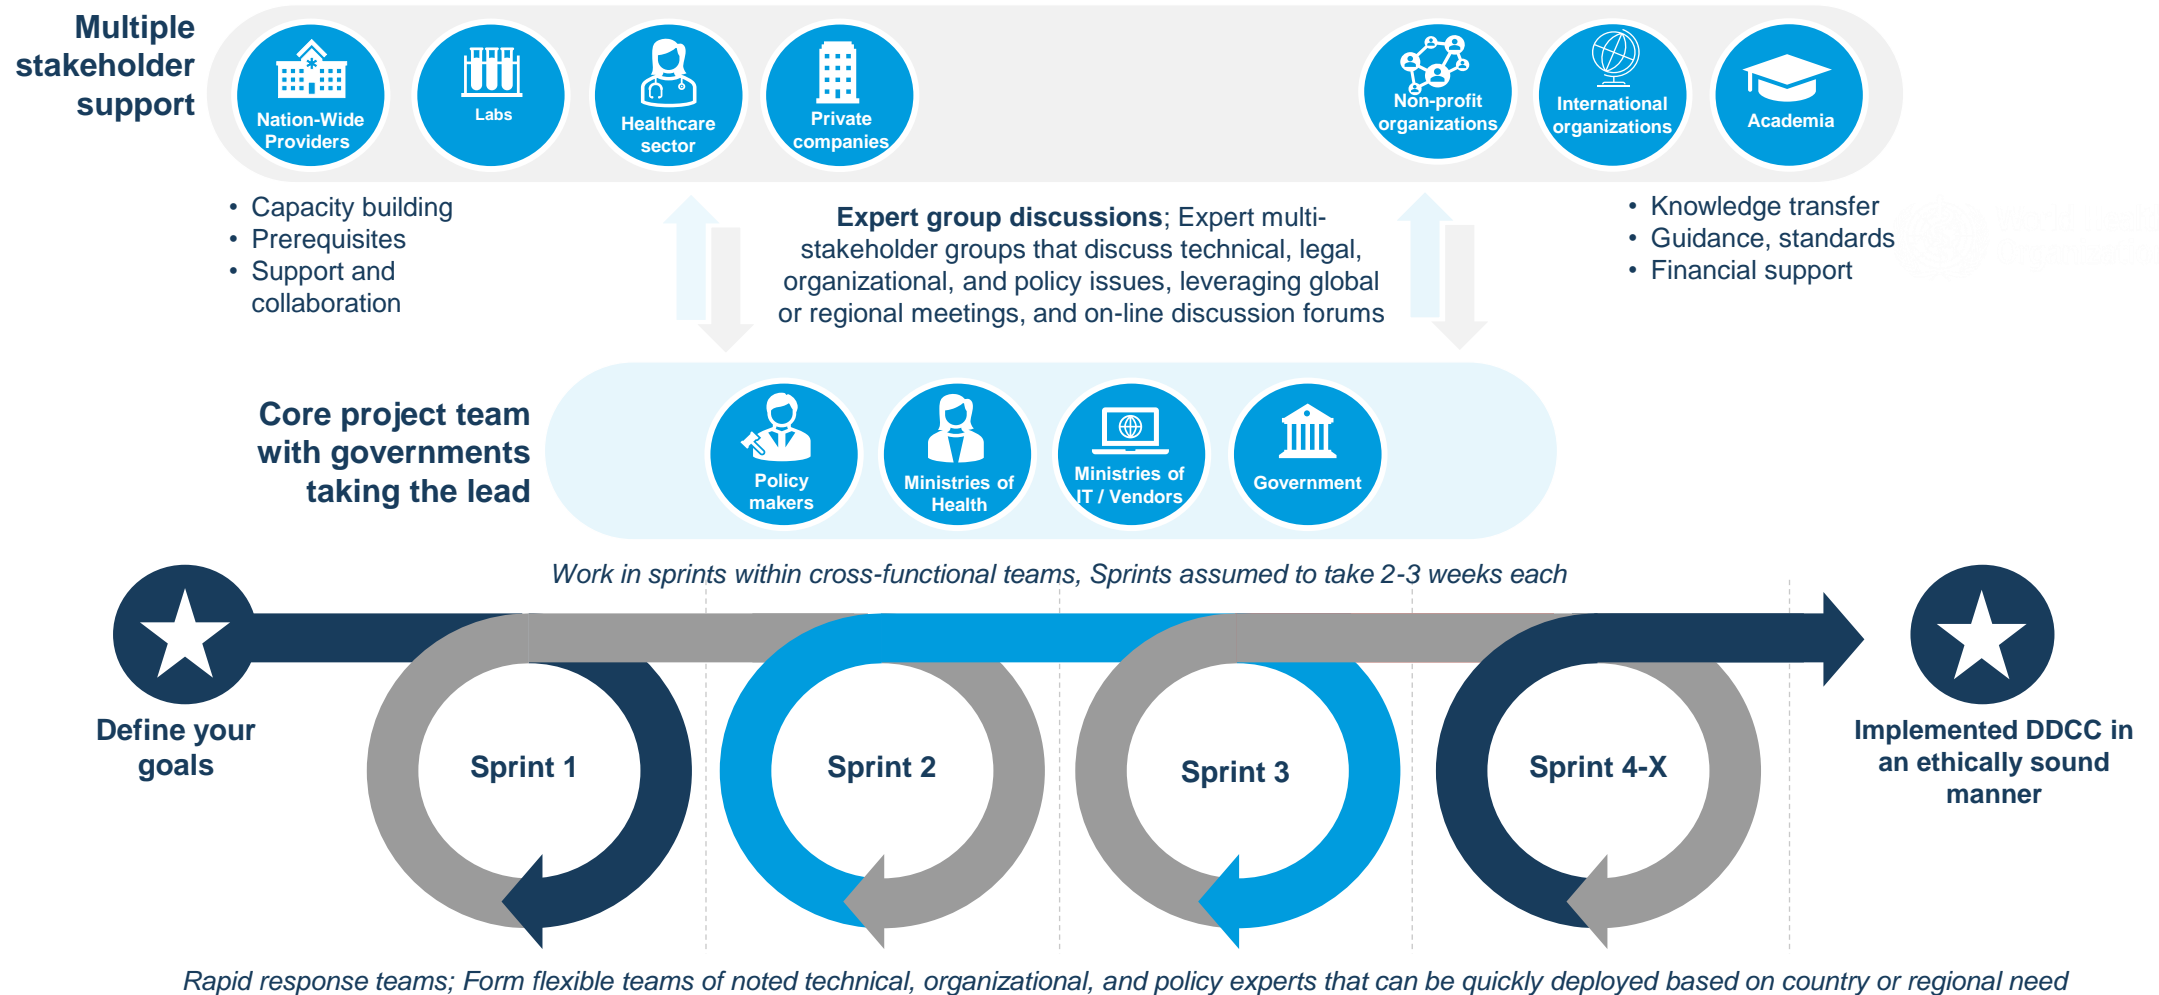 Multiple
stakeholder
support
Nation-Wide
Providers
Labs
Healthcare
sector
Private
companies
Non-profit
organizations
International
organizations
Academia
• Capacity building
• Prerequisites
• Support and
collaboration
Expert group discussions; Expert multi-
stakeholder groups that discuss technical, legal,
organizational, and policy issues, leveraging global
or regional meetings, and on-line discussion forums
• Knowledge transfer
• Guidance, standards
• Financial support
Core project team
with governments
taking the lead
Policy
makers
Ministries of
Health
Ministries of
IT / Vendors
Government
Work in sprints within cross-functional teams, Sprints assumed to take 2-3 weeks each
Define your
goals
Sprint 1
Sprint 2
Sprint 3
Sprint 4-X
Implemented DDCC in
an ethically sound
manner
Rapid response teams; Form flexible teams of noted technical, organizational, and policy experts that can be quickly deployed based on country or regional need